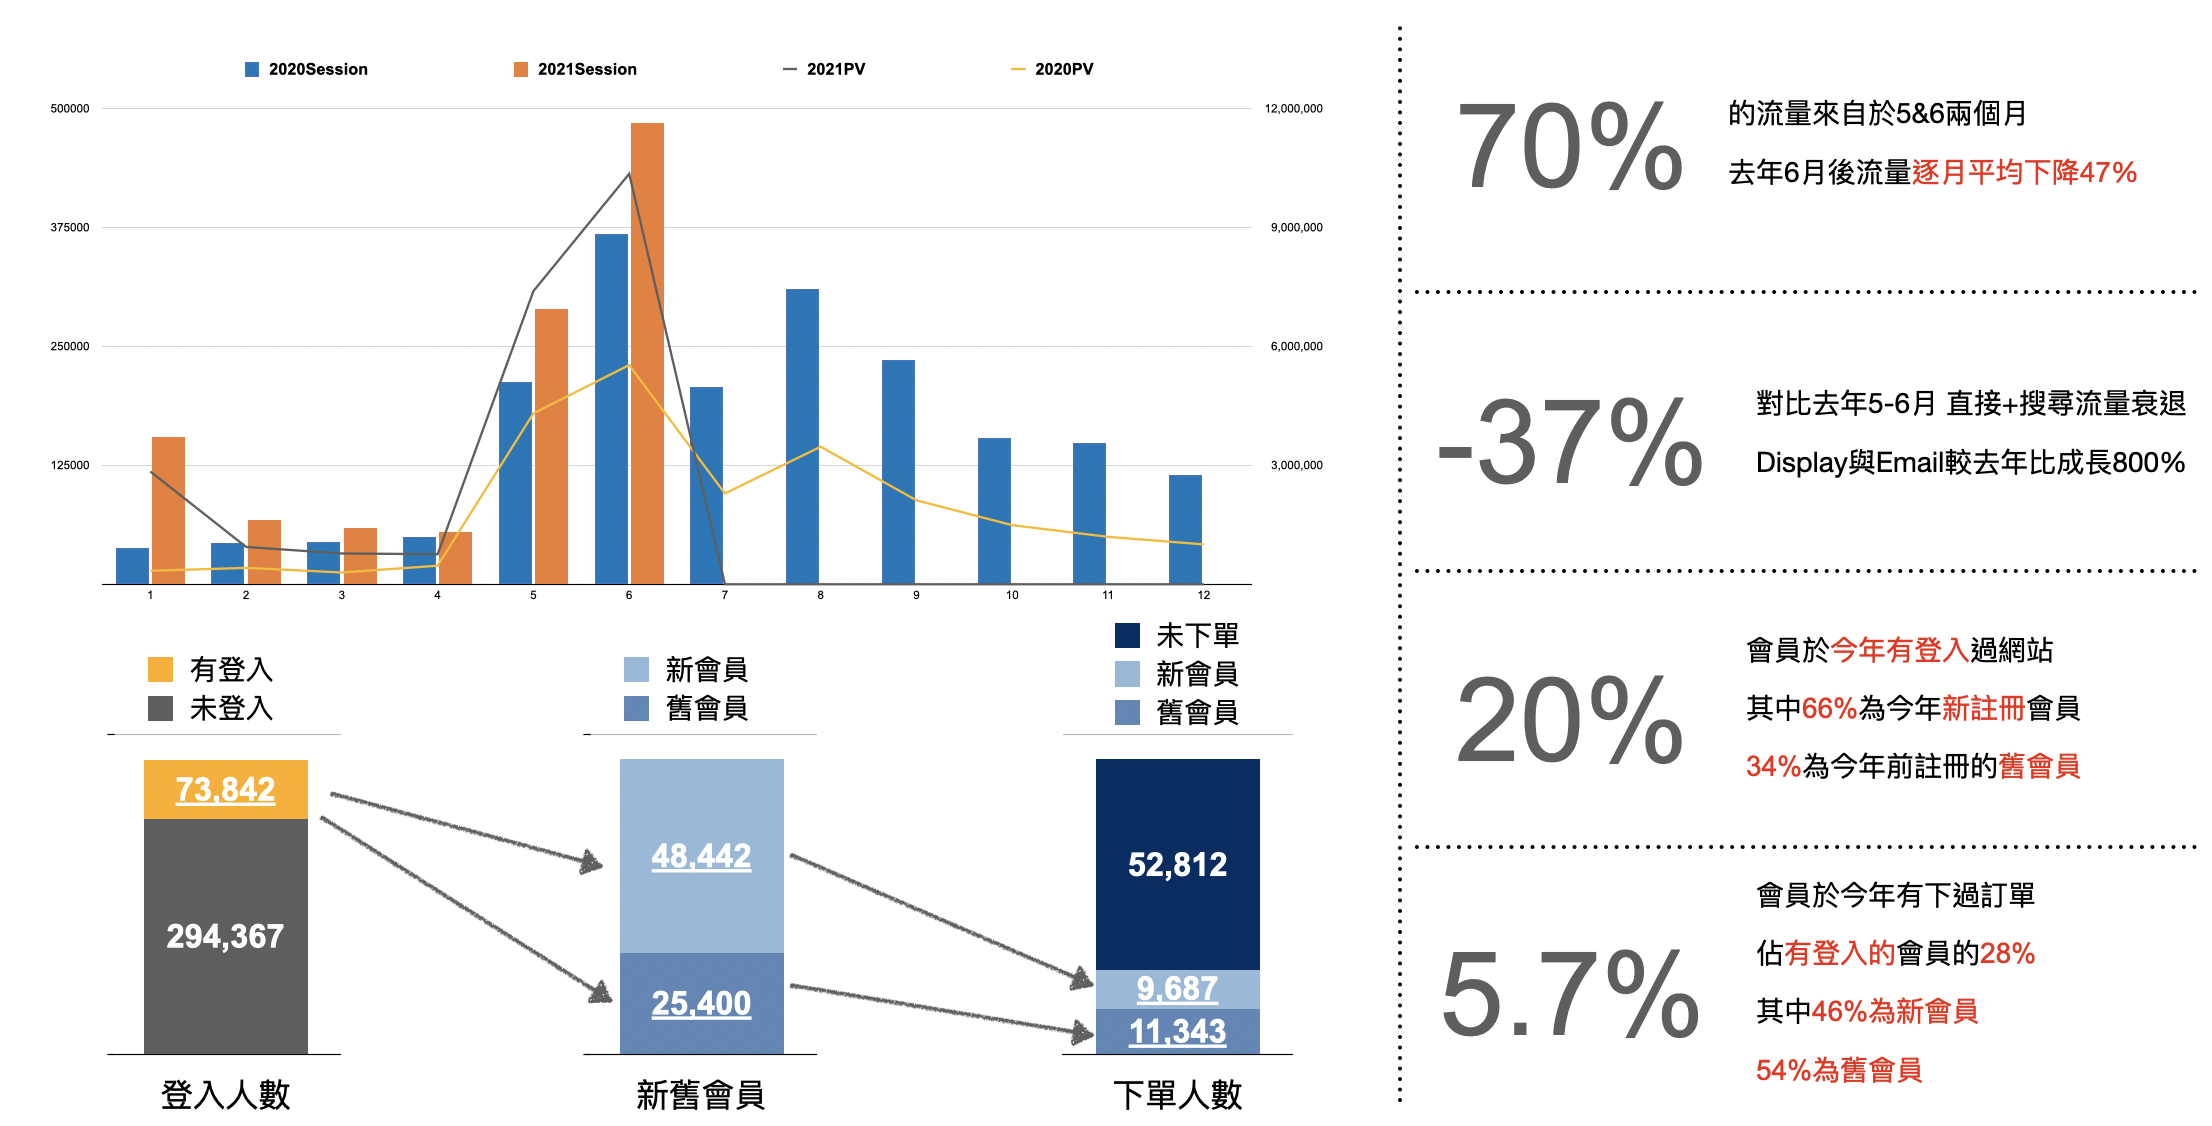 2020Session 2021Session 2021PV 2020PV
500000 12,000,000
375000 9,000,000
250000 6,000,000
125000 3,000,000
1 2 3 4 5 6 7 8 9 10 11 12
有登入
未登入
73,842
294,367
登入人數
新會員
舊會員
48,442
25,400
新舊會員
未下單
新會員
舊會員
52,812
9,687
11,343
下單人數
70%
的流量來自於5&6兩個月
去年6月後流量逐月平均下降47%
-37%
對比去年5-6月 直接+搜尋流量衰退
Display與Email較去年比成長800%
20%
會員於今年有登入過網站
其中66%為今年新註冊會員
34%為今年前註冊的舊會員
5.7%
會員於今年有下過訂單
佔有登入的會員的28%
其中46%為新會員
54%為舊會員